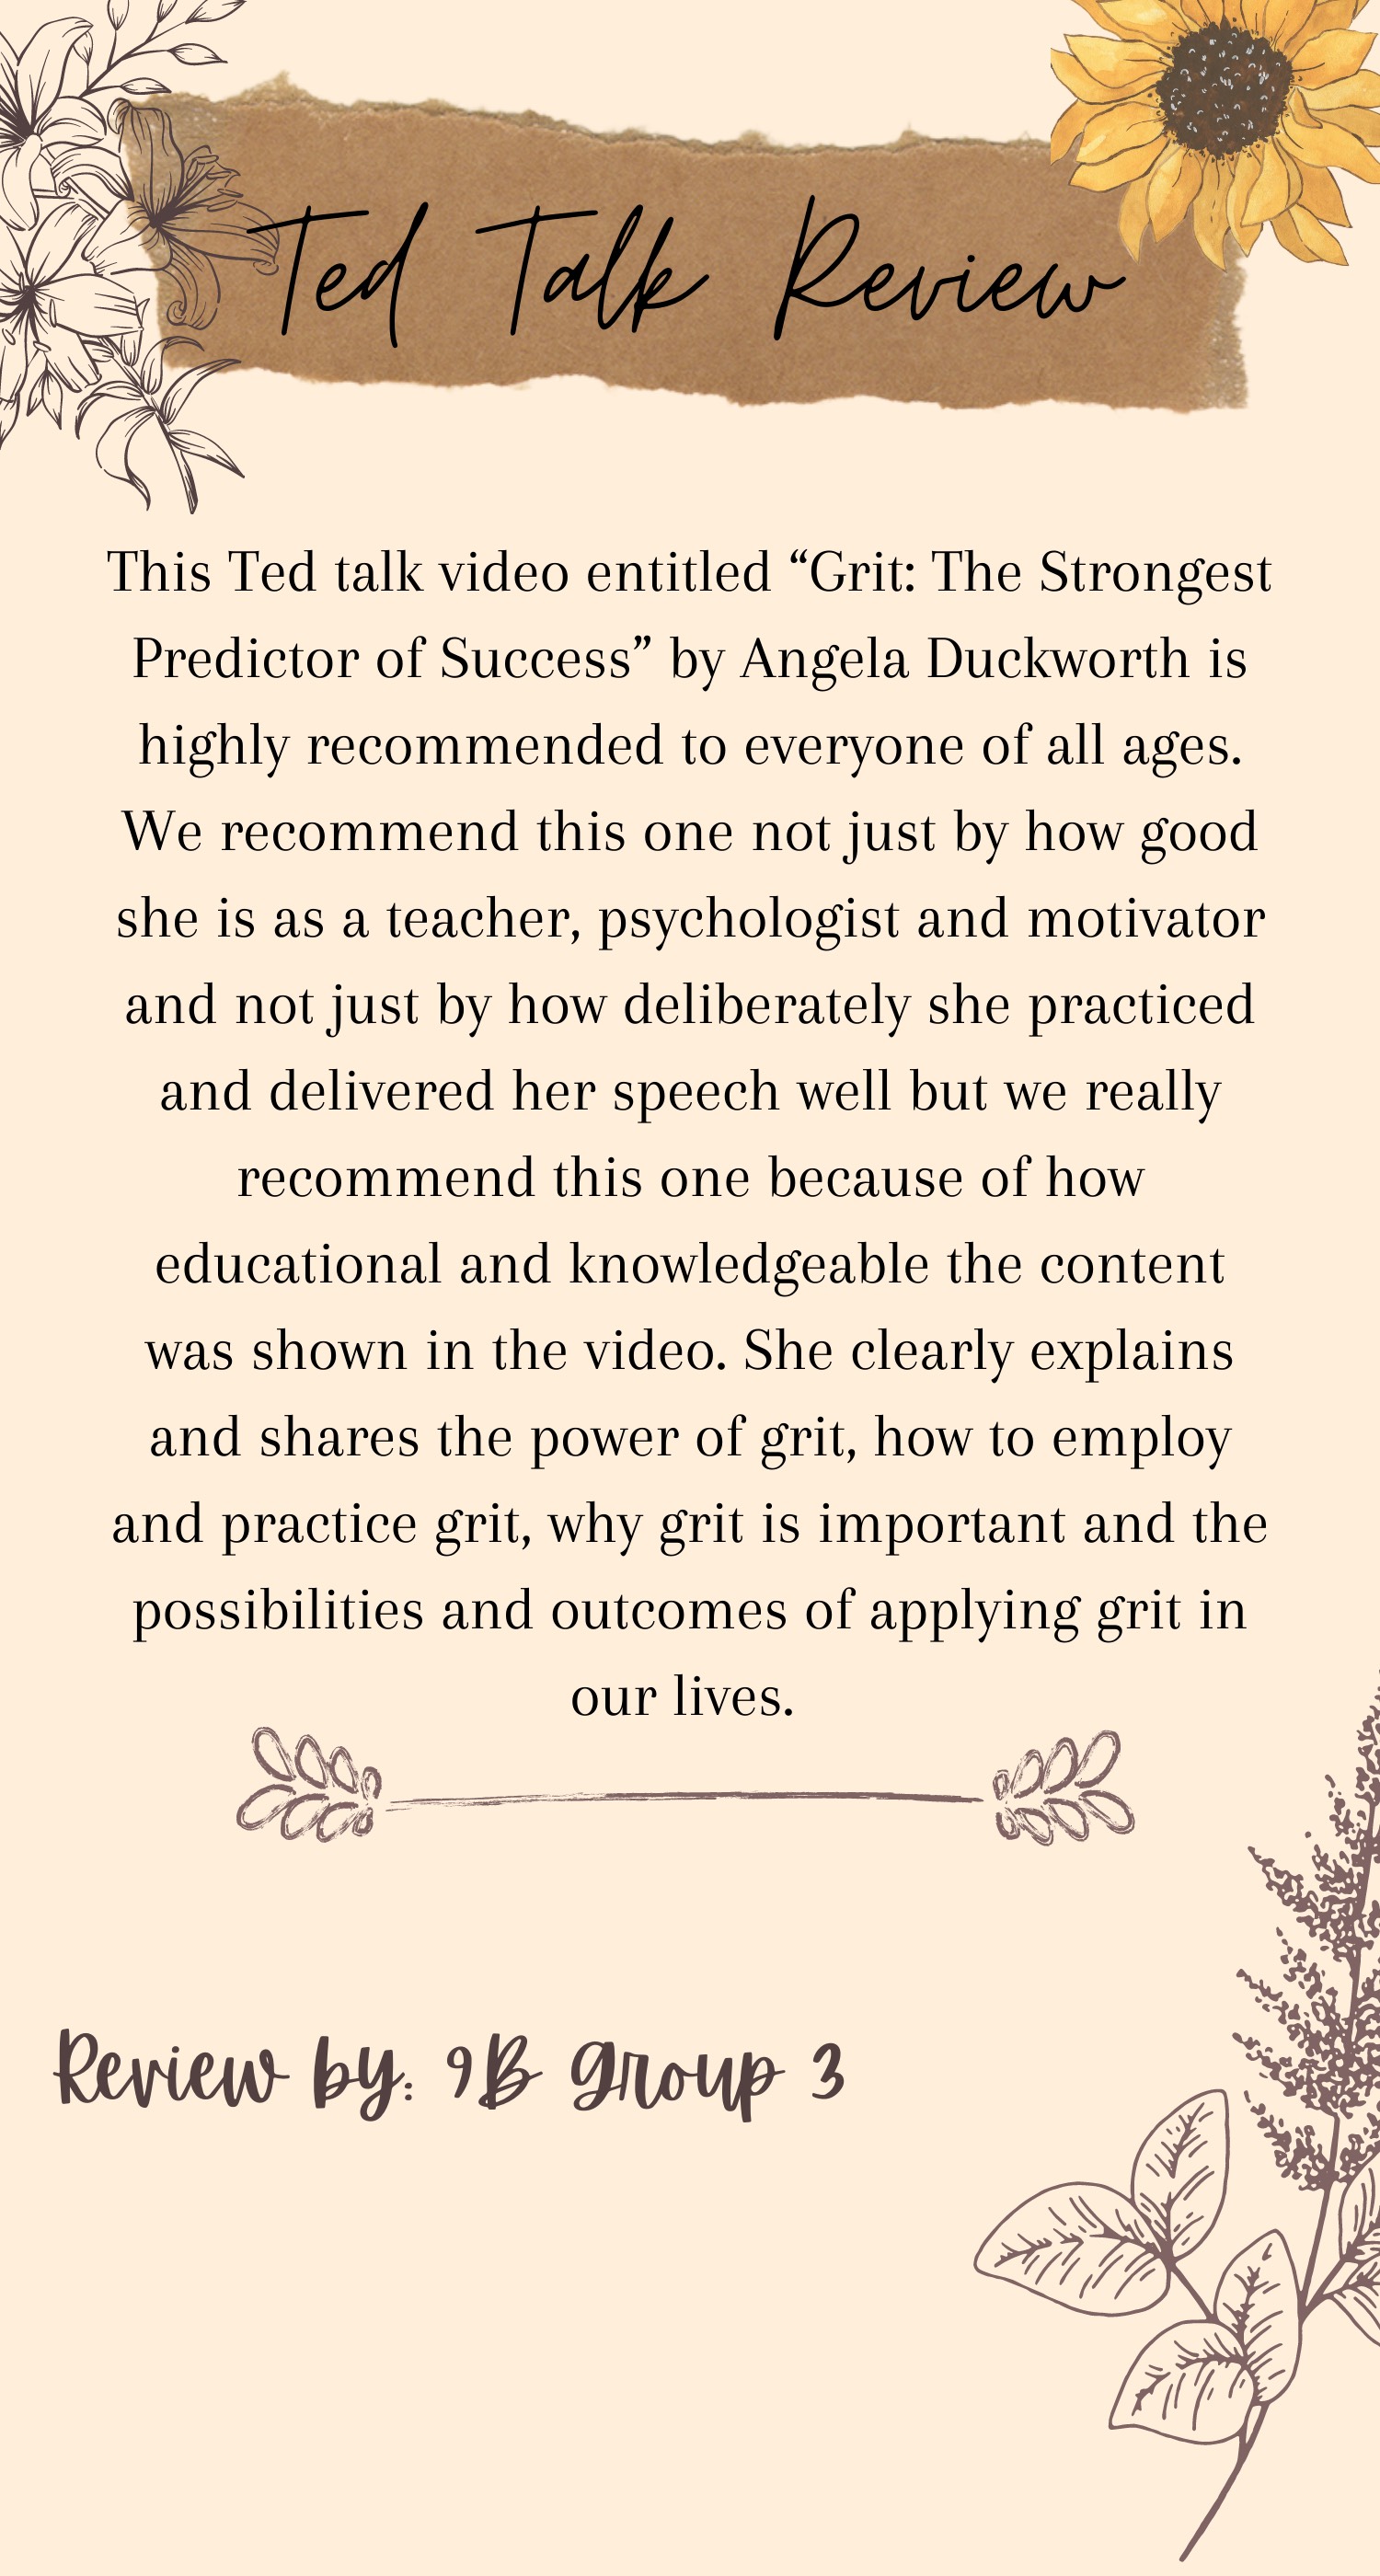 Ted Talk Review
This Ted talk video entitled “Grit: The Strongest
Predictor of Success” by Angela Duckworth is
highly recommended to everyone of all ages.
We recommend this one not just by how good
she is as a teacher, psychologist and motivator
and not just by how deliberately she practiced
and delivered her speech well but we really
recommend this one because of how
educational and knowledgeable the content
was shown in the video. She clearly explains
and shares the power of grit, how to employ
and practice grit, why grit is important and the
possibilities and outcomes of applying grit in
our lives.
Review by: 9B Group 3